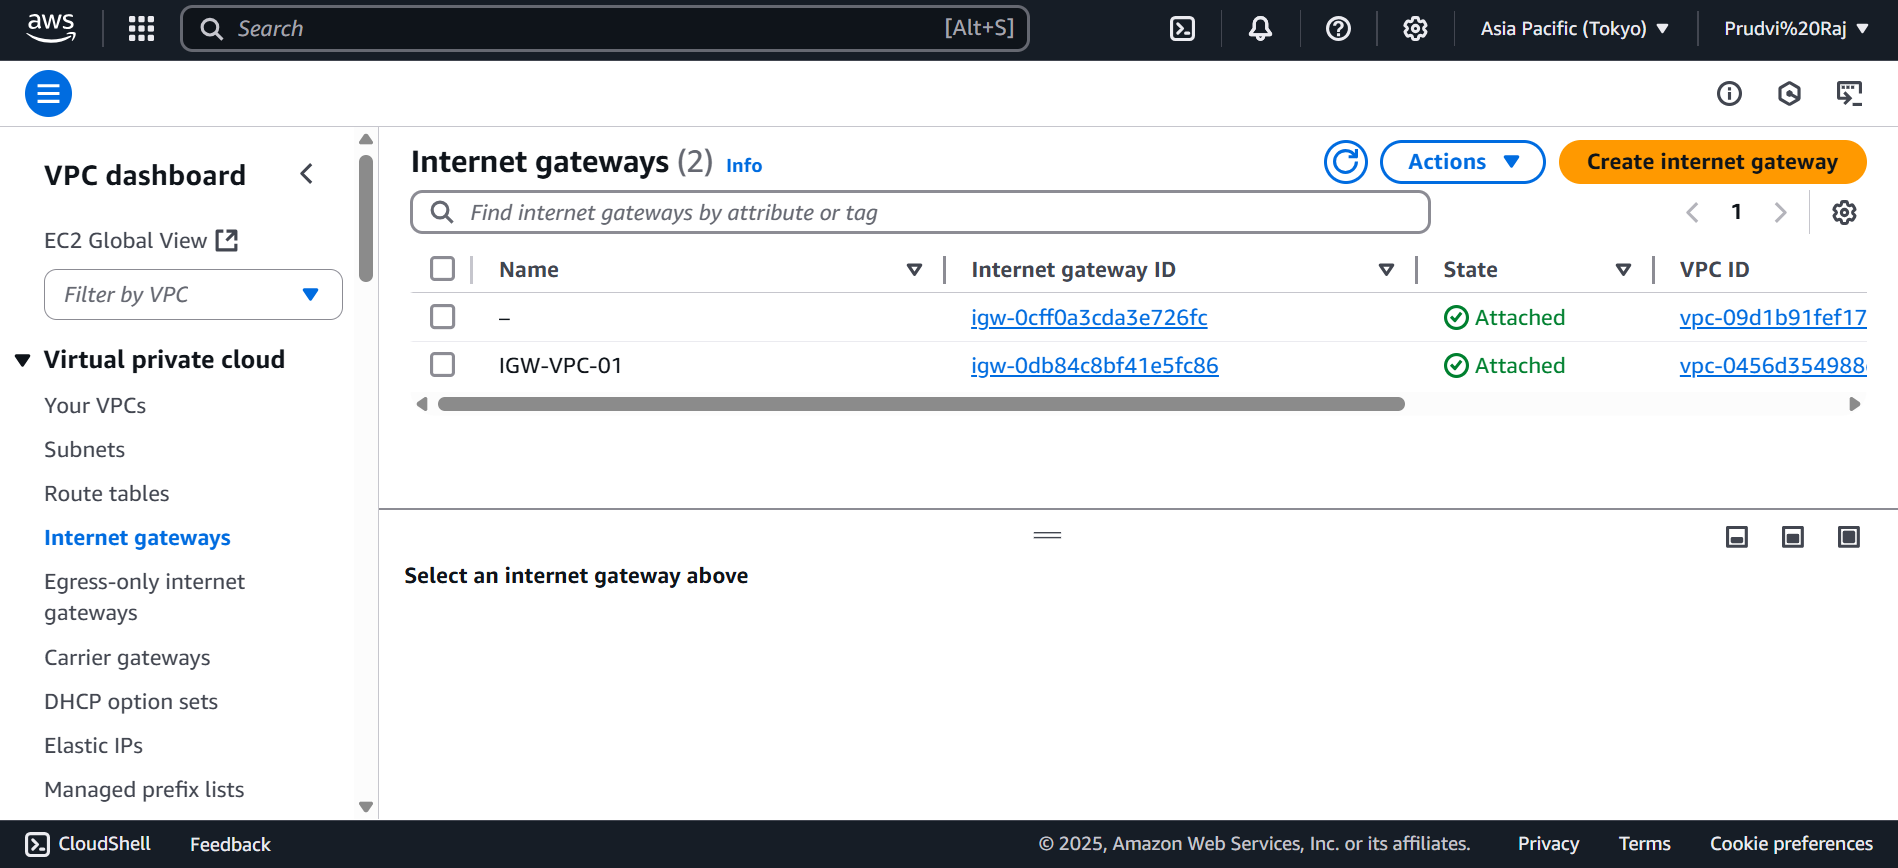 aws
Search [Alt+S]
Asia Pacific (Tokyo)
Prudvi%20Raj
VPC dashboard
EC2 Global View
Filter by VPC
Virtual private cloud
Your VPCs
Subnets
Route tables
Internet gateways
Egress-only internet
gateways
Carrier gateways
DHCP option sets
Elastic IPs
Managed prefix lists
Internet gateways (2) Info
Actions
Create internet gateway
Find internet gateways by attribute or tag
1
Name Internet gateway ID State VPC ID
– igw-0cff0a3cda3e726fc Attached vpc-09d1b91fef17
IGW-VPC-01 igw-0db84c8bf41e5fc86 Attached vpc-0456d354988
Select an internet gateway above
CloudShell Feedback © 2025, Amazon Web Services, Inc. or its affiliates. Privacy Terms Cookie preferences